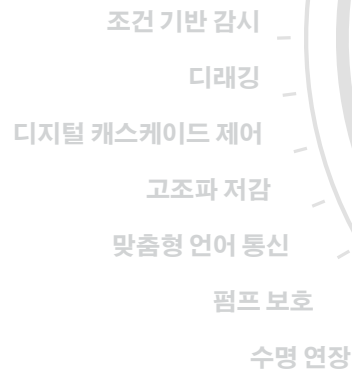 조건 기반 감시
디래깅
디지털 캐스케이드 제어
고조파 저감
맞춤형 언어 통신
펌프 보호
수명 연장